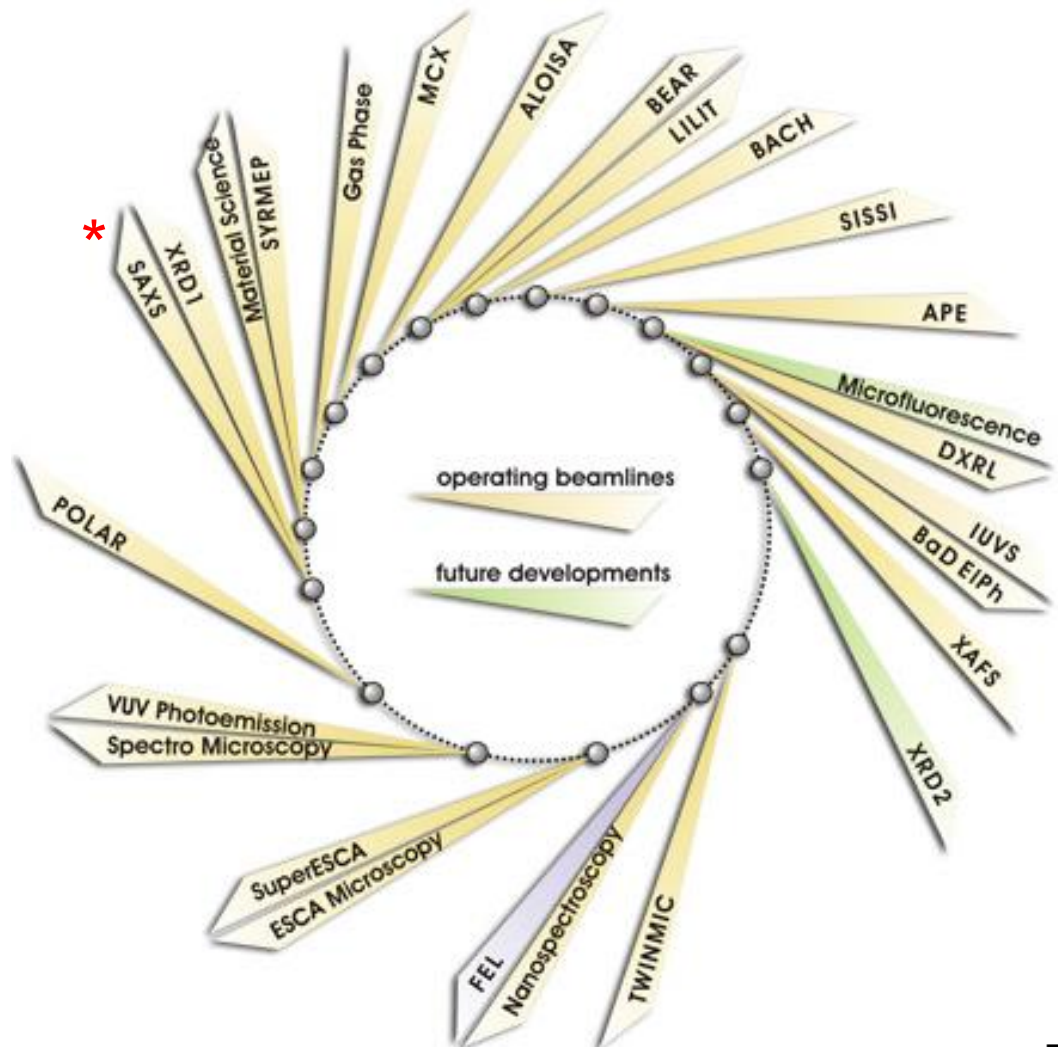 MCX
ALOISA
BEAR
LILIT
BACH
SISSI
APE
Microfluorescence
DXRL
IUVS
BaD ElPh
XAFS
XRD2
TWINMIC
Nanospectroscopy
FEL
ESCA Microscopy
SuperESCA
Spectro Microscopy
VUV Photoemission
POLAR
*
SAXS
XRD1
Material Science
SYRMEP
Gas Phase
operating beamlines
future developments